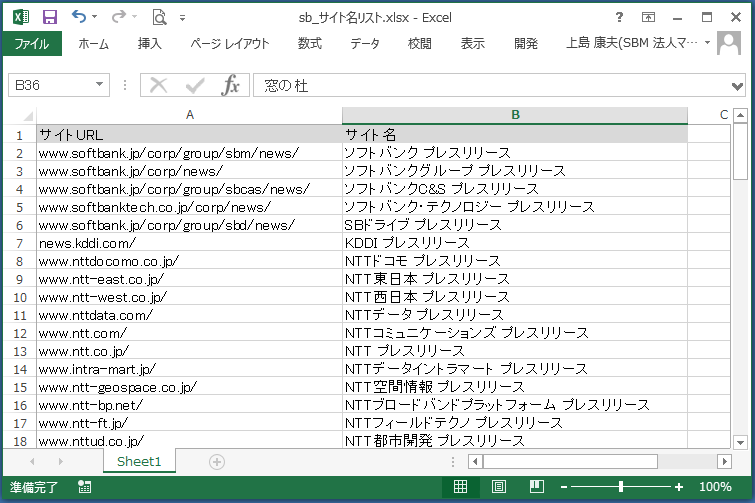 sb_サイト名リスト.xlsx - Excel
ファイル ホーム 挿入 ページ レイアウト 数式 データ 校閲 表示 開発 上島 康夫(SBM 法人マ...
B36 fx 窓の杜
A B C
1 サイトURL サイト名
2 www.softbank.jp/corp/group/sbm/news/ ソフトバンク プレスリリース
3 www.softbank.jp/corp/news/ ソフトバンクグループ プレスリリース
4 www.softbank.jp/corp/group/sbcas/news/ ソフトバンクC&S プレスリリース
5 www.softbanktech.co.jp/corp/news/ ソフトバンク・テクノロジー プレスリリース
6 www.softbank.jp/corp/group/sbd/news/ SBドライブ プレスリリース
7 news.kddi.com/ KDDI プレスリリース
8 www.nttdocomo.co.jp/ NTTドコモ プレスリリース
9 www.ntt-east.co.jp/ NTT東日本 プレスリリース
10 www.ntt-west.co.jp/ NTT西日本 プレスリリース
11 www.nttdata.com/ NTTデータ プレスリリース
12 www.ntt.com/ NTTコミュニケーションズ プレスリリース
13 www.ntt.co.jp/ NTT プレスリリース
14 www.intra-mart.jp/ NTTデータイントラマート プレスリリース
15 www.ntt-geospace.co.jp/ NTT空間情報 プレスリリース
16 www.ntt-bp.net/ NTTブロードバンドプラットフォーム プレスリリース
17 www.ntt-ft.jp/ NTTフィールドテクノ プレスリリース
18 www.nttud.co.jp/ NTT都市開発 プレスリリース
Sheet1
準備完了 100%